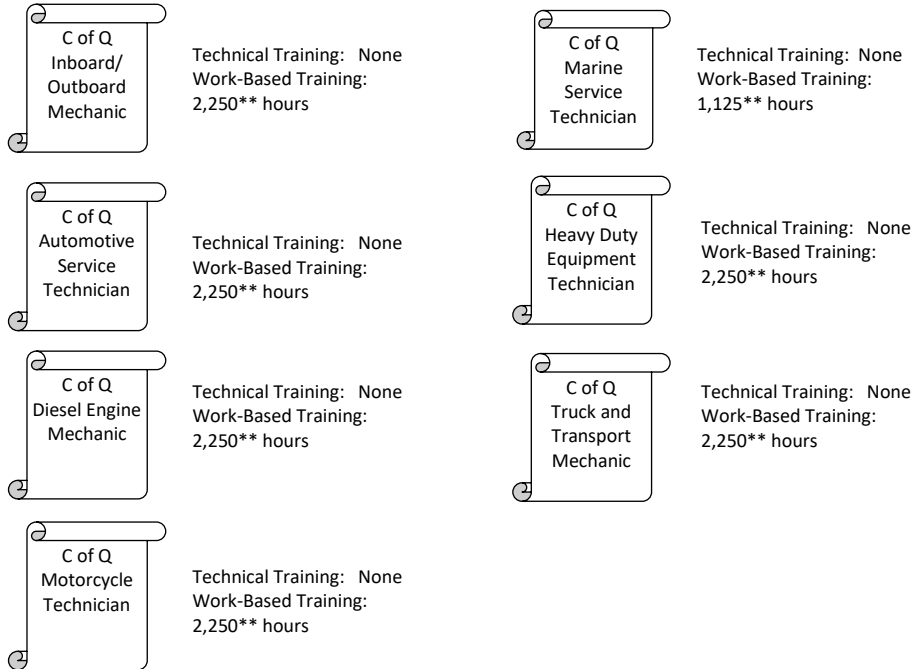 C of Q
Inboard/
Outboard
Mechanic
Technical Training: None
Work-Based Training:
2,250** hours
C of Q
Marine
Service
Technician
Technical Training: None
Work-Based Training:
1,125** hours
C of Q
Automotive
Service
Technician
Technical Training: None
Work-Based Training:
2,250** hours
C of Q
Heavy Duty
Equipment
Technician
Technical Training: None
Work-Based Training:
2,250** hours
C of Q
Diesel Engine
Mechanic
Technical Training: None
Work-Based Training:
2,250** hours
C of Q
Truck and
Transport
Mechanic
Technical Training: None
Work-Based Training:
2,250** hours
C of Q
Motorcycle
Technician
Technical Training: None
Work-Based Training:
2,250** hours